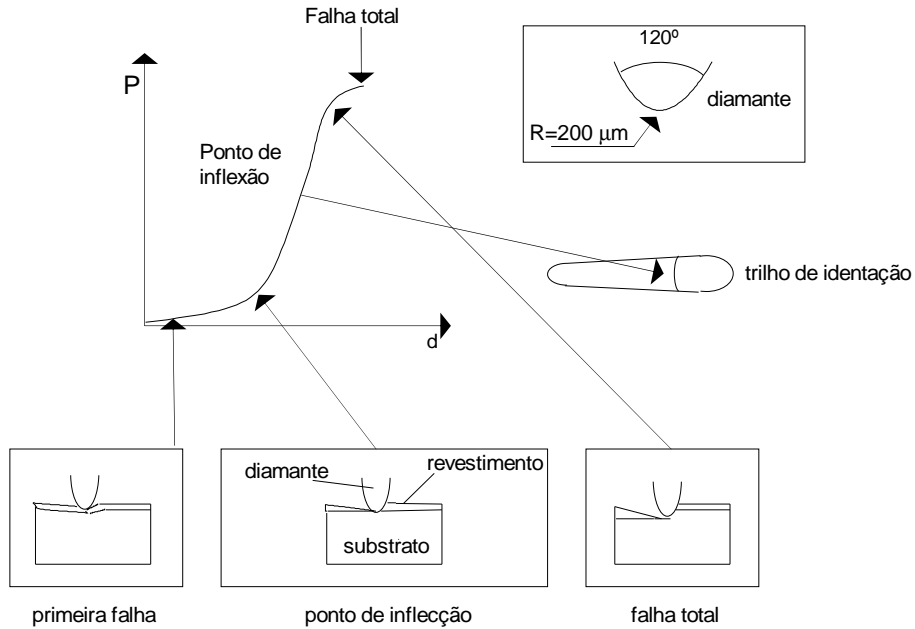 Falha total
P
Ponto de
inflexão
d
120º
diamante
R=200 µm
trilho de identação
diamante
revestimento
substrato
primeira falha
ponto de inflecção
falha total